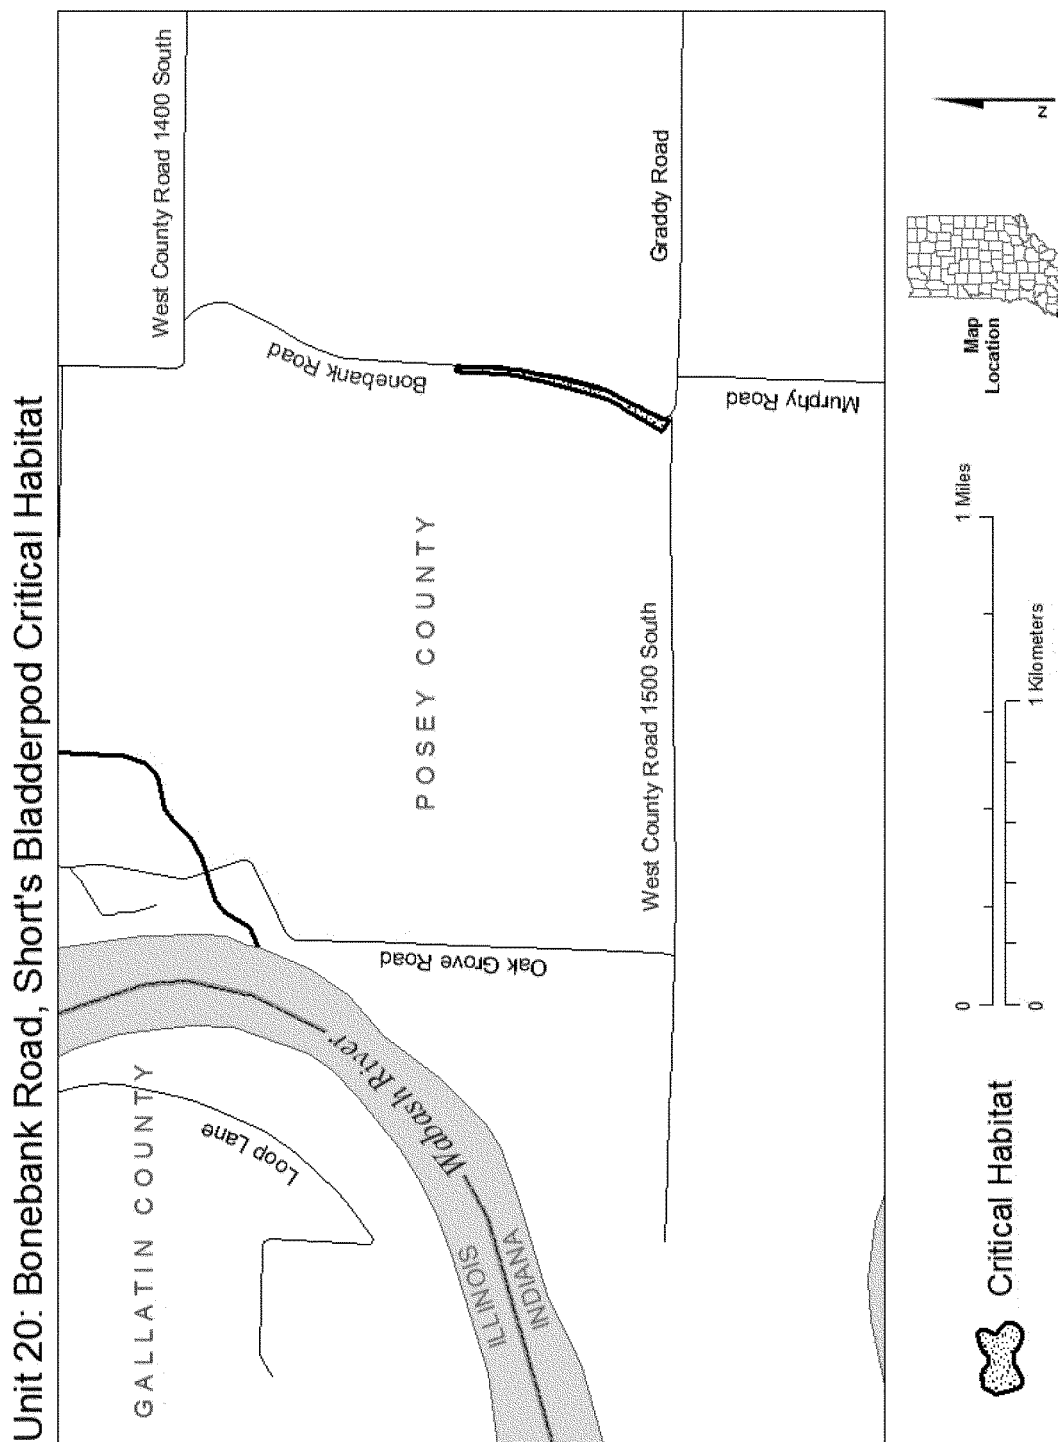 Unit 20: Bonebank Road, Short's Bladderpod Critical Habitat
GALLATIN COUNTY
Loop Lane
Wabash River
ILLINOIS
INDIANA
Oak Grove Road
POSEY COUNTY
West County Road 1400 South
Bonebank Road
West County Road 1500 South
Graddy Road
Murphy Road
Critical Habitat
0
1 Miles
0
1 Kilometers
Map
Location
N